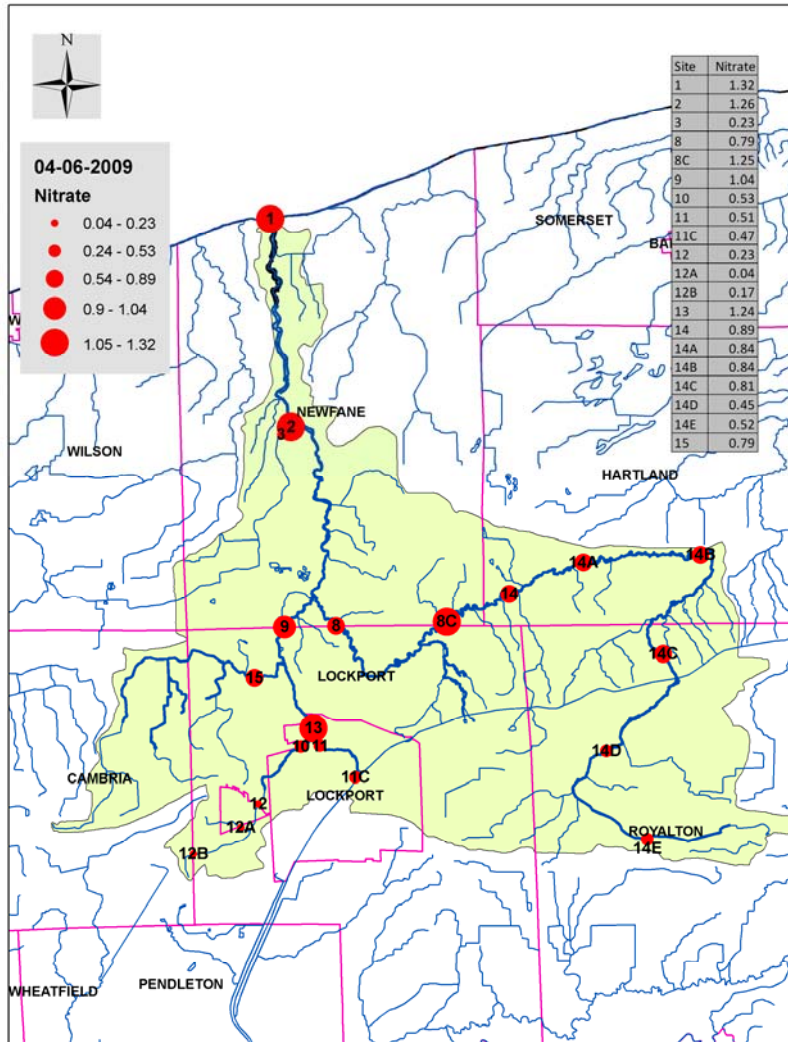 N
04-06-2009
Nitrate
0.04 - 0.23
0.24 - 0.53
0.54 - 0.89
0.9 - 1.04
1.05 - 1.32
Site Nitrate
1 1.32
2 1.26
3 0.23
8 0.79
8C 1.25
9 1.04
10 0.53
11 0.51
11C 0.47
12 0.23
12A 0.04
12B 0.17
13 1.24
14 0.89
14A 0.84
14B 0.84
14C 0.81
14D 0.45
14E 0.52
15 0.79
1
SOMERSET
BA
W
NEWFANE
2
3
WILSON
HARTLAND
14B
14A
14
8C
9
8
14C
LOCKPORT
15
13
10 11
14D
CAMBRIA
11C
LOCKPORT
12
12A
ROYALTON
14E
12B
PENDLETON
WHEATFIELD